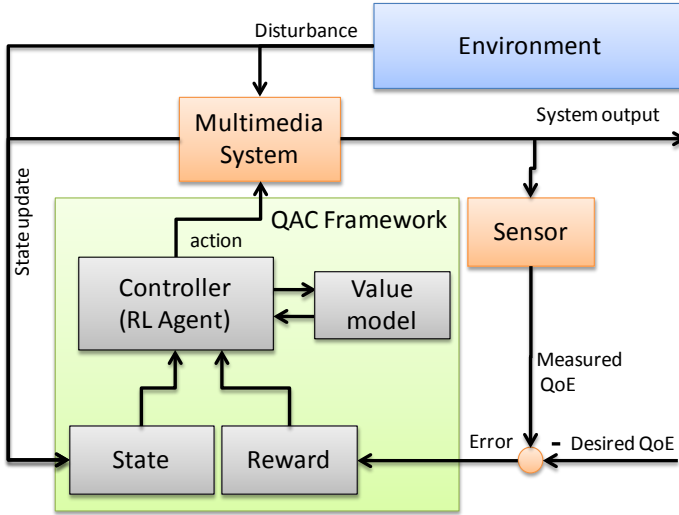 Disturbance
Environment
System output
Multimedia
System
State update
QAC Framework
Sensor
action
Controller
(RL Agent)
Value
model
Measured
QoE
Error
- Desired QoE
State
Reward